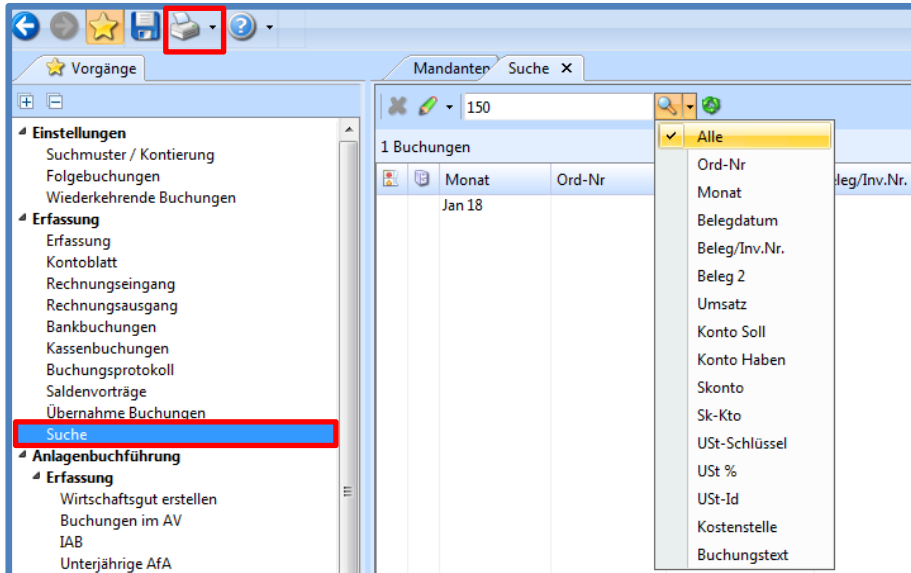 Vorgänge
Einstellungen
Suchmuster / Kontierung
Folgebuchungen
Wiederkehrende Buchungen
Erfassung
Erfassung
Kontoblatt
Rechnungseingang
Rechnungsausgang
Bankbuchungen
Kassenbuchungen
Buchungsprotokoll
Saldenvorträge
Übernahme Buchungen
Suche
Anlagenbuchführung
Erfassung
Wirtschaftsgut erstellen
Buchungen im AV
IAB
Unterjährige AfA
Mandanten Suche
150
1 Buchungen
Monat Ord-Nr leg/Inv.Nr.
Jan 18
Alle
Ord-Nr
Monat
Belegdatum
Beleg/Inv.Nr.
Beleg 2
Umsatz
Konto Soll
Konto Haben
Skonto
Sk-Kto
USt-Schlüssel
USt %
USt-Id
Kostenstelle
Buchungstext